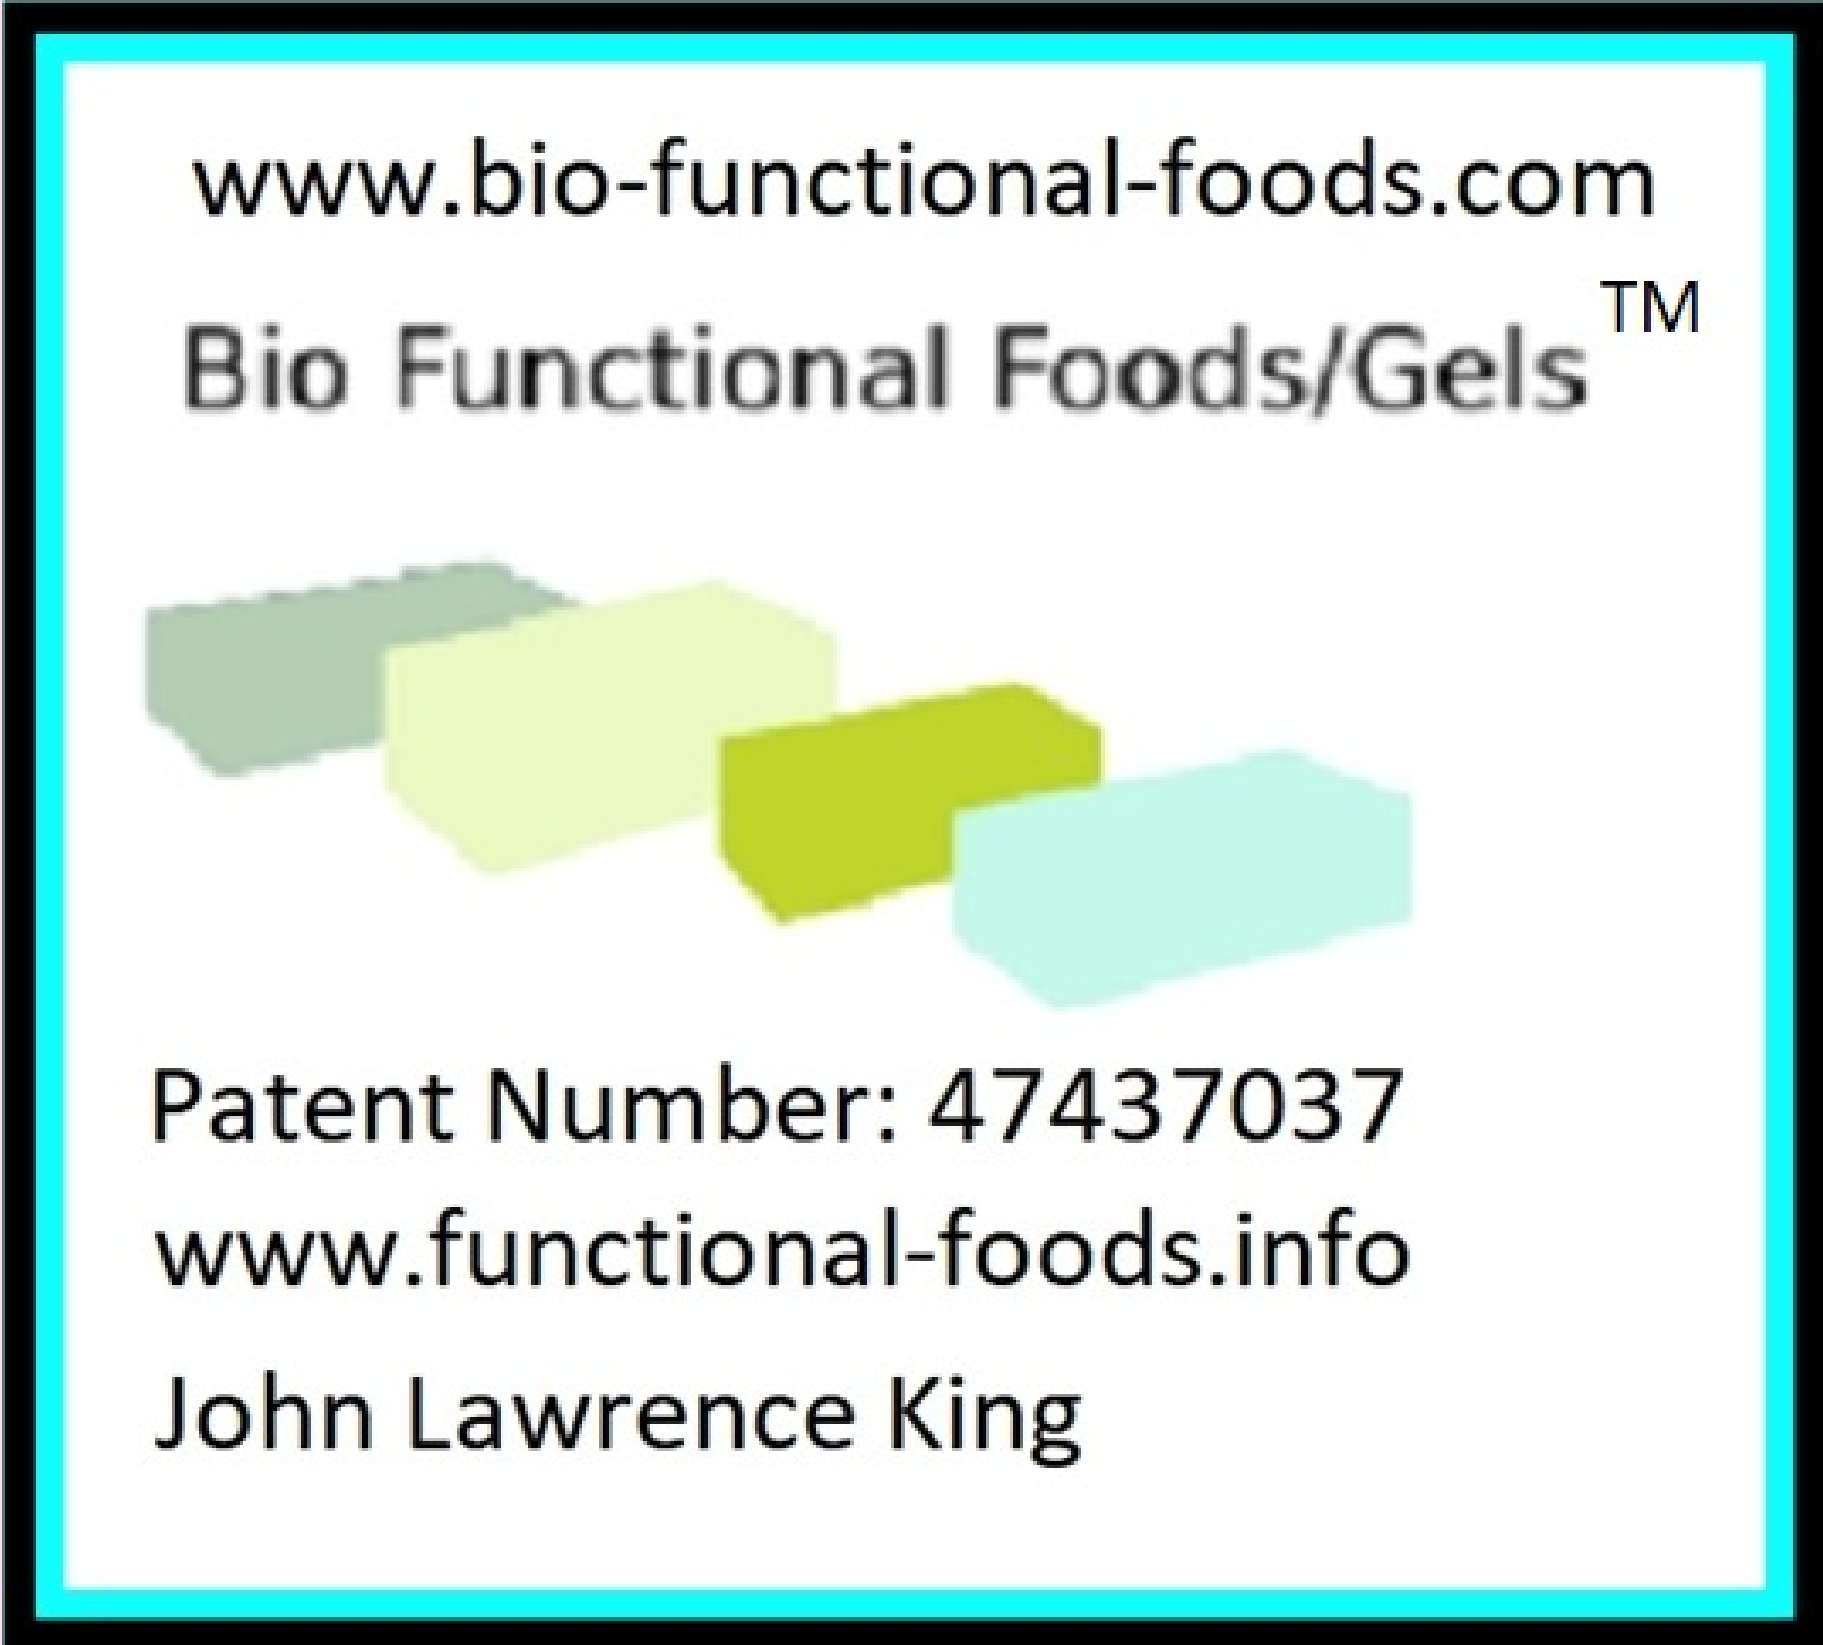 www.bio-functional-foods.com
Bio Functional Foods/Gels™
Patent Number: 47437037
www.functional-foods.info
John Lawrence King